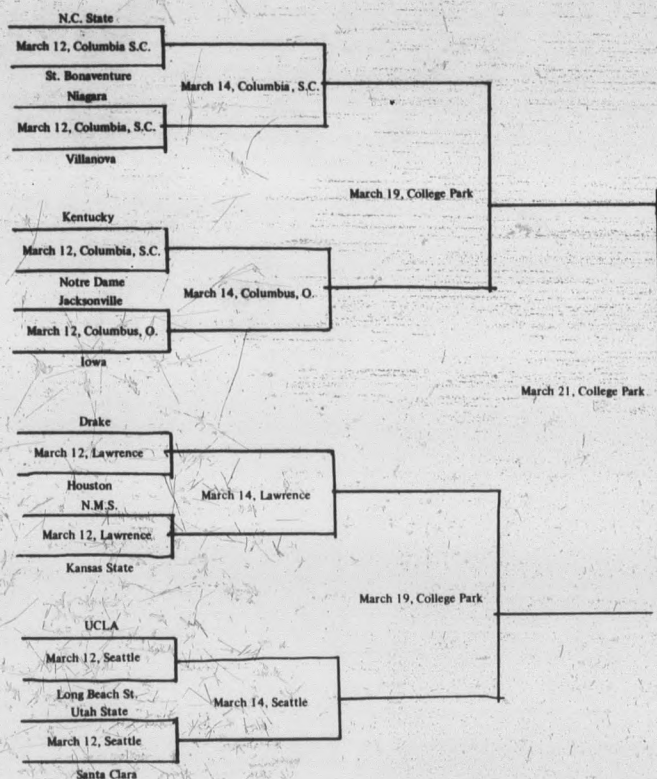 N.C. State
March 12, Columbia S.C.
St. Bonaventure
March 14, Columbia, S.C.
Niagara
March 12, Columbia, S.C.
Villanova
March 19, College Park
Kentucky
March 12, Columbia, S.C.
Notre Dame
March 14, Columbus, O.
Jacksonville
March 12, Columbus, O.
Iowa
March 21, College Park
Drake
March 12, Lawrence
Houston
March 14, Lawrence
N.M.S.
March 12, Lawrence
Kansas State
March 19, College Park
UCLA
March 12, Seattle
Long Beach St.
March 14, Seattle
Utah State
March 12, Seattle
Santa Clara